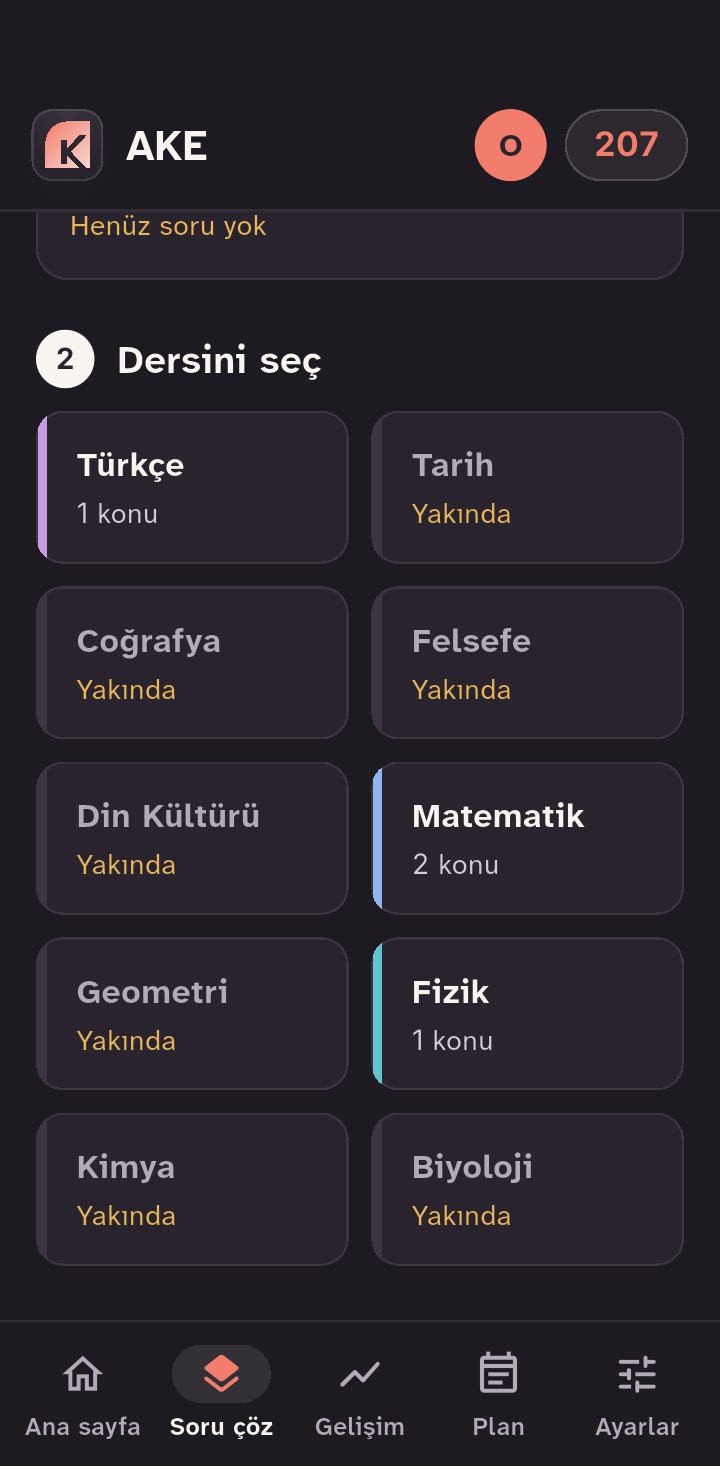 K AKE O 207
Henüz soru yok
2 Dersini seç
Türkçe
1 konu
Tarih
Yakında
Coğrafya
Yakında
Felsefe
Yakında
Din Kültürü
Yakında
Matematik
2 konu
Geometri
Yakında
Fizik
1 konu
Kimya
Yakında
Biyoloji
Yakında
Ana sayfa
Soru çöz
Gelişim
Plan
Ayarlar